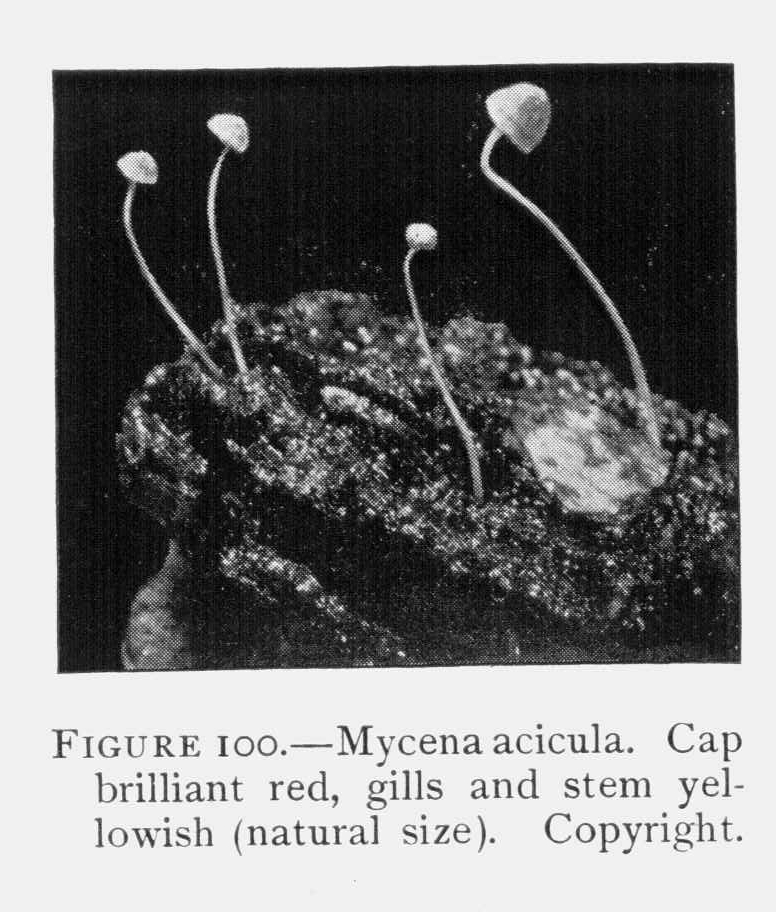 FIGURE 100.—Mycena acicula. Cap
brilliant red, gills and stem yel-
lowish (natural size). Copyright.